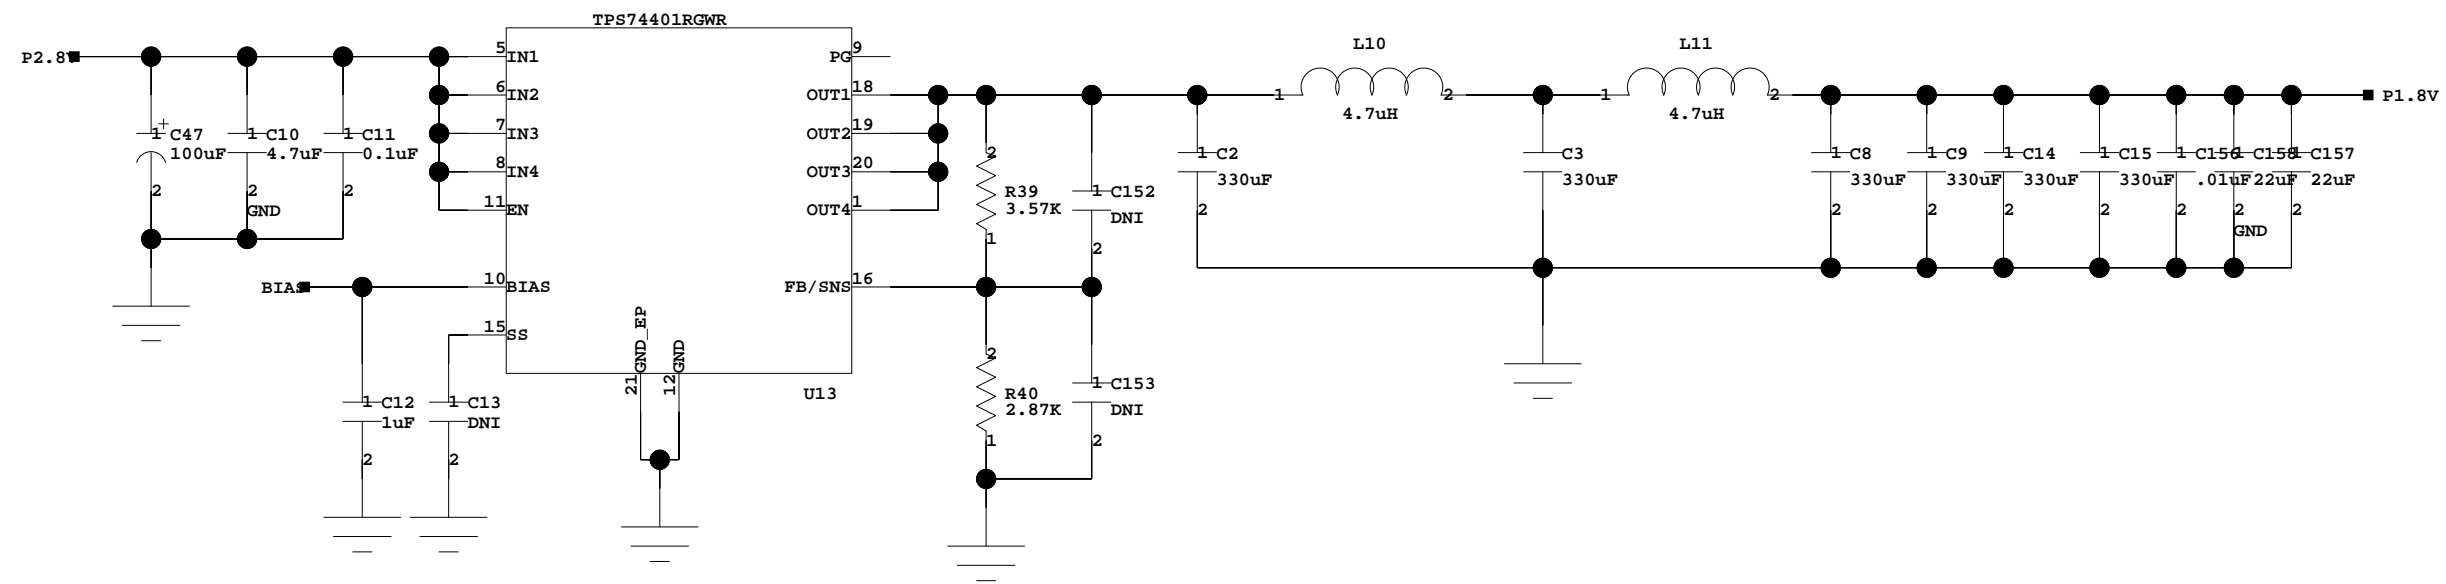 TPS74401RGWR
P2.8V
5
IN1
6
IN2
7
IN3
8
IN4
11
EN
10
BIAS
15
SS
PG
9
OUT1
18
OUT2
19
OUT3
20
OUT4
1
FB/SNS
16
21
GND_EP
12
GND
U13
1
+
C47
100uF
2
1
C10
4.7uF
2
GND
1
C11
0.1uF
2
BIAS
1
C12
1uF
2
1
C13
DNI
2
2
R39
3.57K
1
1
C152
DNI
2
2
R40
2.87K
1
1
C153
DNI
2
1
C2
330uF
2
L10
1
2
4.7uH
1
C3
330uF
L11
1
2
4.7uH
1
C8
330uF
2
1
C9
330uF
2
1
C14
330uF
2
1
C15
330uF
2
1
C156
.01uF
2
1
C158
22uF
2
GND
1
C157
22uF
2
P1.8V